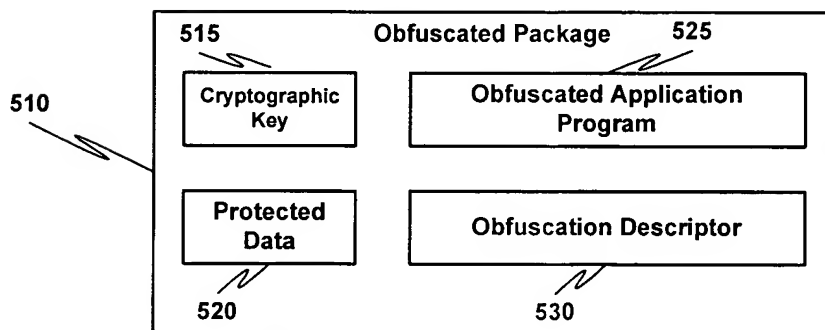 515
Obfuscated Package
525
510
Cryptographic
Key
Obfuscated Application
Program
Protected
Data
Obfuscation Descriptor
520
530